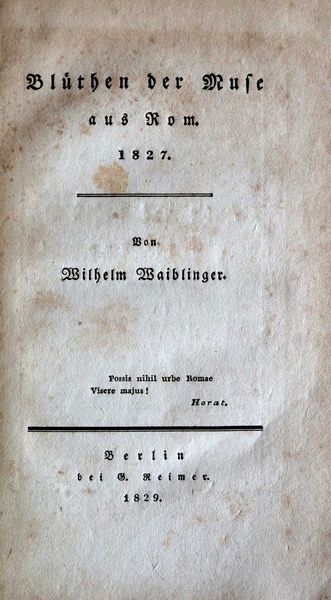 Blüthen der Muſe
aus Rom.
1827.
Von
Wilhelm Waiblinger.
Possis nihil urbe Romae
Visere majus!
Horat.
Berlin
bei G. Reimer.
1829.